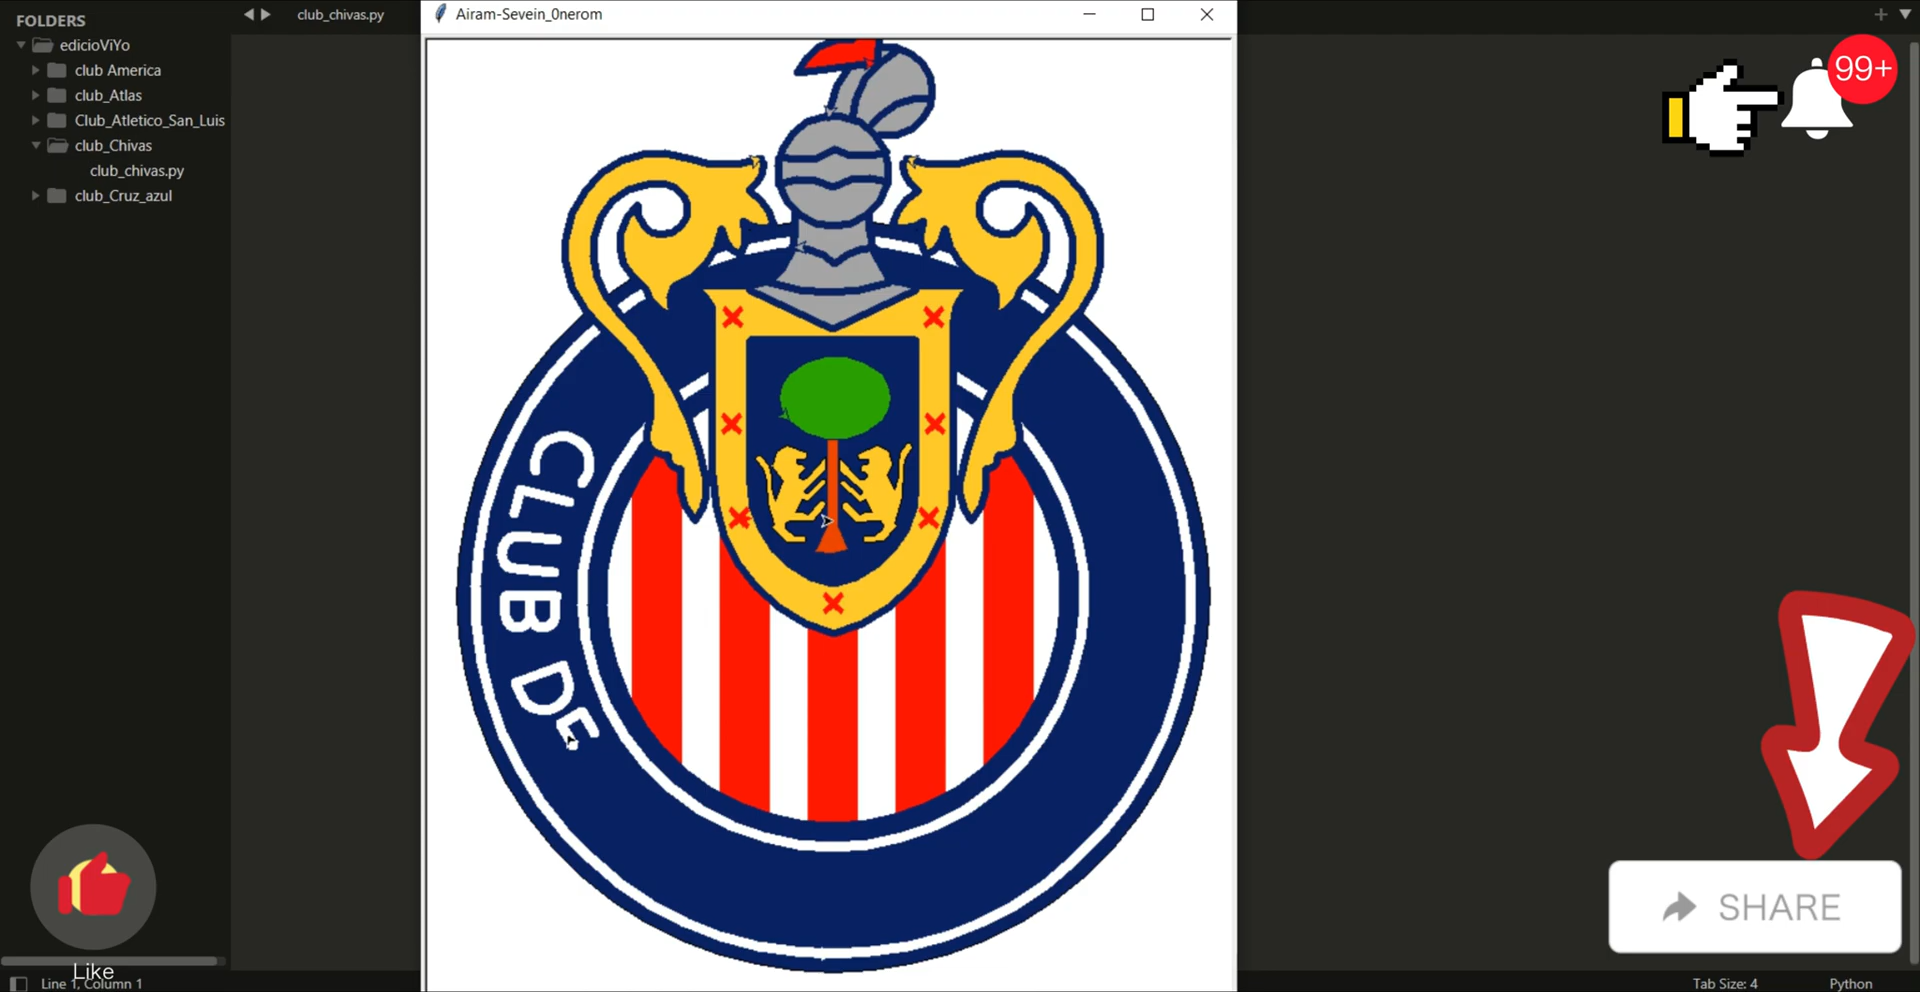 FOLDERS
edicioViYo
club America
club_Atlas
Club_Atletico_San_Luis
club_Chivas
club_chivas.py
club_Cruz_azul
club_chivas.py
Airam-Sevein_0nerom
99+
CLUB DE
SHARE
Like
Line 1, Column 1
Tab Size: 4
Python